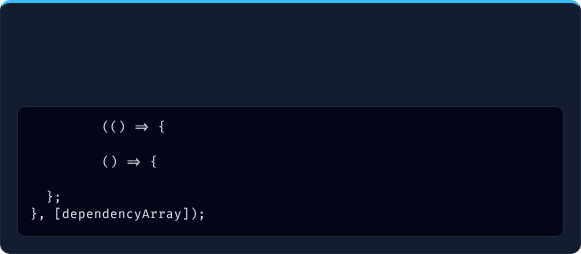 (() => {
() => {
};
}, [dependencyArray]);